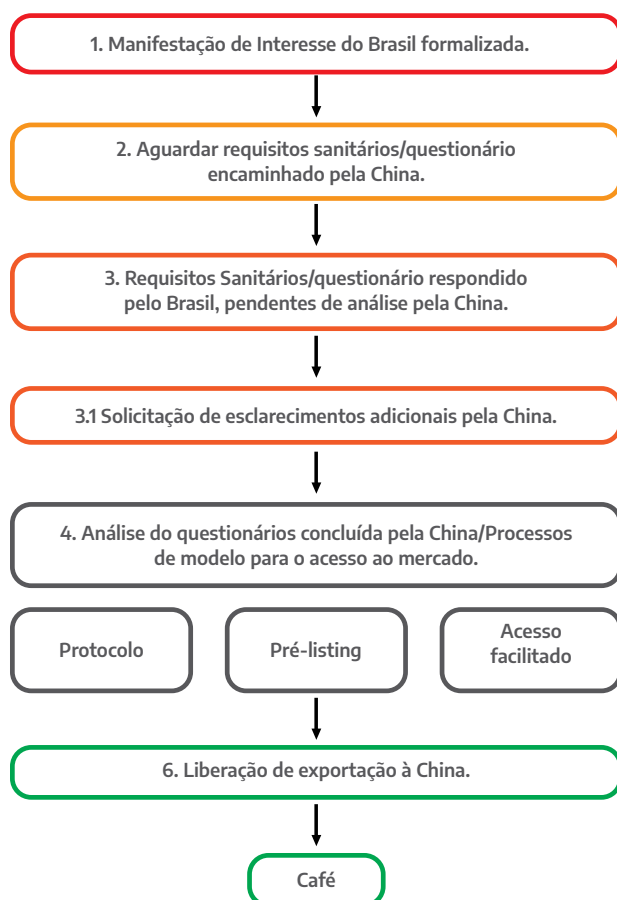 1. Manifestação de Interesse do Brasil formalizada.
2. Aguardar requisitos sanitários/questionário
encaminhado pela China.
3. Requisitos Sanitários/questionário respondido
pelo Brasil, pendentes de análise pela China.
3.1 Solicitação de esclarecimentos adicionais pela China.
4. Análise do questionários concluída pela China/Processos
de modelo para o acesso ao mercado.
Protocolo
Pré-listing
Acesso
facilitado
6. Liberação de exportação à China.
Café